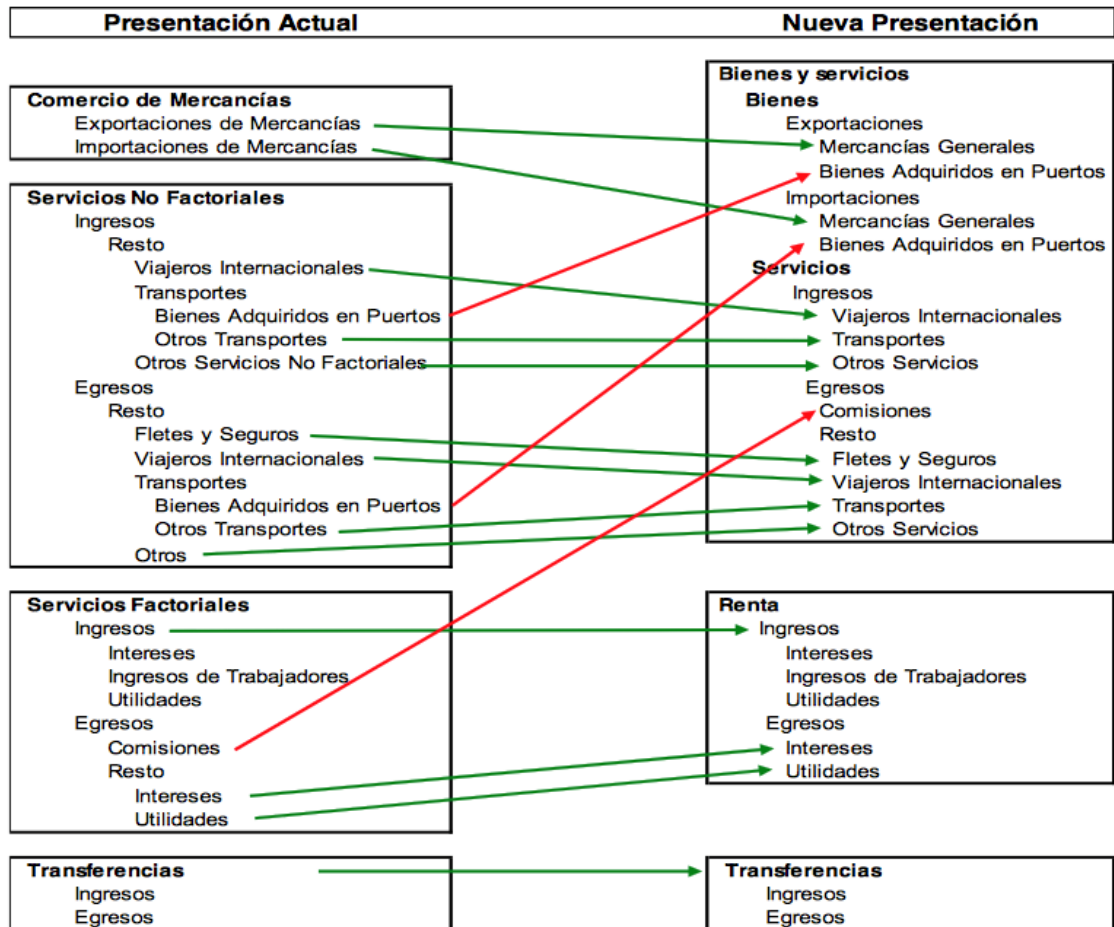 Presentación Actual
Nueva Presentación
Comercio de Mercancías
Exportaciones de Mercancías
Importaciones de Mercancías
Servicios No Factoriales
Ingresos
Resto
Viajeros Internacionales
Transportes
Bienes Adquiridos en Puertos
Otros Transportes
Otros Servicios No Factoriales
Egresos
Resto
Fletes y Seguros
Viajeros Internacionales
Transportes
Bienes Adquiridos en Puertos
Otros Transportes
Otros
Servicios Factoriales
Ingresos
Intereses
Ingresos de Trabajadores
Utilidades
Egresos
Comisiones
Resto
Intereses
Utilidades
Transferencias
Ingresos
Egresos
Bienes y servicios
Bienes
Exportaciones
Mercancías Generales
Bienes Adquiridos en Puertos
Importaciones
Mercancías Generales
Bienes Adquiridos en Puertos
Servicios
Ingresos
Viajeros Internacionales
Transportes
Otros Servicios
Egresos
Comisiones
Resto
Fletes y Seguros
Viajeros Internacionales
Transportes
Otros Servicios
Renta
Ingresos
Intereses
Ingresos de Trabajadores
Utilidades
Egresos
Intereses
Utilidades
Transferencias
Ingresos
Egresos